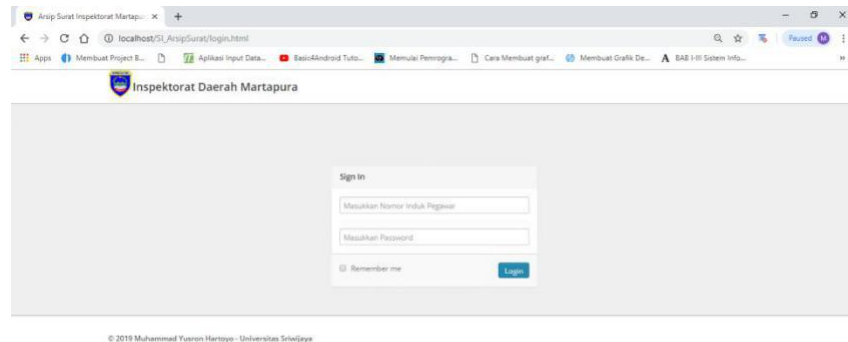 Arsip Surat Inspektorat Martapu
localhost/SI_ArsipSurat/login.html
Paused M
Apps Membuat Project B... Aplikasi Input Data... Basic4Android Tuto... Memulai Pemrogra... Cara Membuat graf... Membuat Grafik De... BAB I-III Sistem Info...
Inspektorat Daerah Martapura
Sign In
Masukkan Nomor Induk Pegawai
Masukkan Password
Remember me
Login
© 2019 Muhammad Yusron Hartoyo - Universitas Sriwijaya